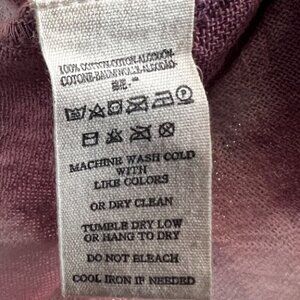 100% COTTON-COTON-ALGODON
MACHINE WASH COLD
WITH
LIKE COLORS
OR DRY CLEAN
TUMBLE DRY LOW
OR HANG TO DRY
DO NOT BLEACH
COOL IRON IF NEEDED